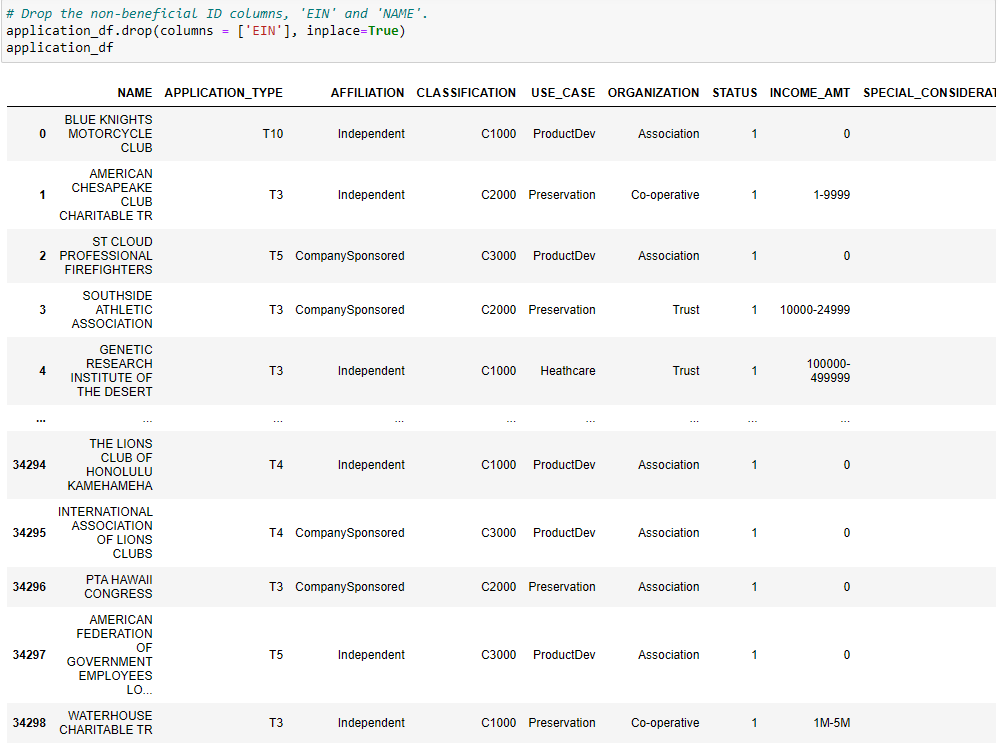 # Drop the non-beneficial ID columns, 'EIN' and 'NAME'.
application_df.drop(columns = ['EIN'], inplace=True)
application_df
NAME APPLICATION_TYPE AFFILIATION CLASSIFICATION USE_CASE ORGANIZATION STATUS INCOME_AMT SPECIAL_CONSIDERAT
BLUE KNIGHTS
0 MOTORCYCLE T10 Independent C1000 ProductDev Association 1 0
CLUB
AMERICAN
CHESAPEAKE
1 CLUB T3 Independent C2000 Preservation Co-operative 1 1-9999
CHARITABLE TR
ST CLOUD
2 PROFESSIONAL T5 CompanySponsored C3000 ProductDev Association 1 0
FIREFIGHTERS
SOUTHSIDE
3 ATHLETIC T3 CompanySponsored C2000 Preservation Trust 1 10000-24999
ASSOCIATION
GENETIC
RESEARCH 100000-
4 T3 Independent C1000 Heathcare Trust 1
INSTITUTE OF 499999
THE DESERT
... ... ... ... ... ... ... ... ...
THE LIONS
CLUB OF
34294 T4 Independent C1000 ProductDev Association 1 0
HONOLULU
KAMEHAMEHA
INTERNATIONAL
ASSOCIATION
34295 T4 CompanySponsored C3000 ProductDev Association 1 0
OF LIONS
CLUBS
PTA HAWAII
34296 T3 CompanySponsored C2000 Preservation Association 1 0
CONGRESS
AMERICAN
FEDERATION
OF
34297 T5 Independent C3000 ProductDev Association 1 0
GOVERNMENT
EMPLOYEES
LO...
WATERHOUSE
34298 T3 Independent C1000 Preservation Co-operative 1 1M-5M
CHARITABLE TR